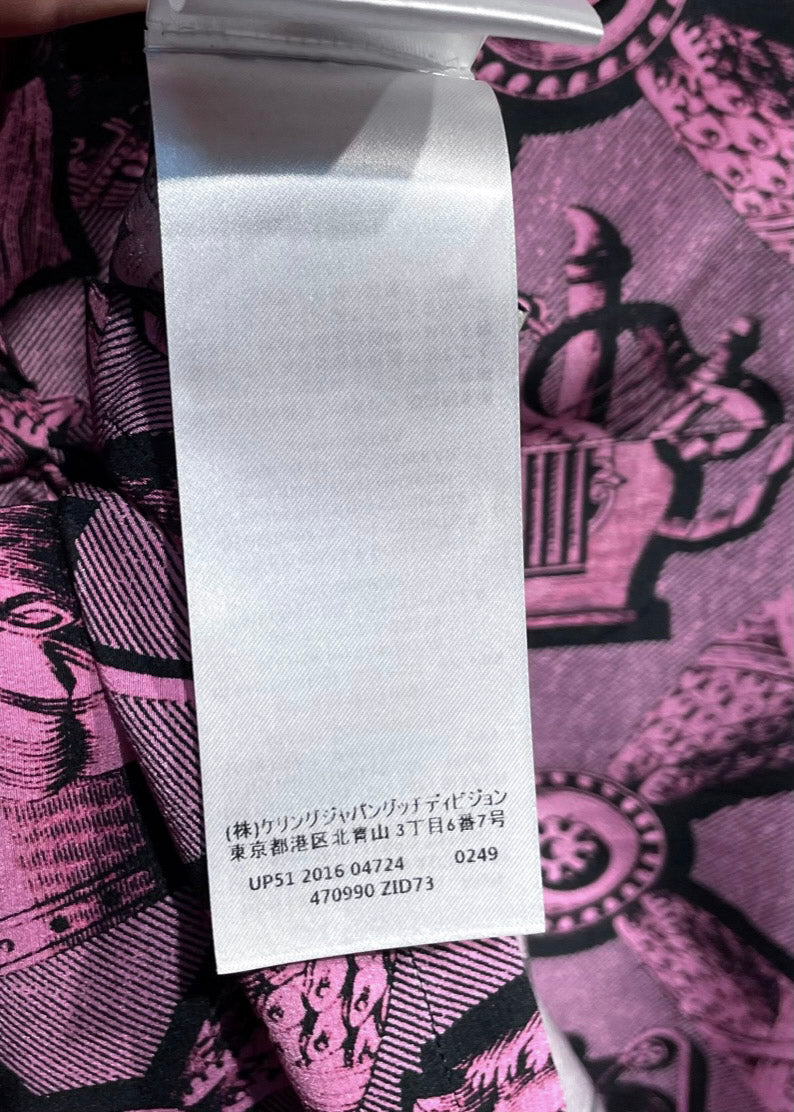 (株)ケリングジャパングッチディビジョン
東京都港区北青山 3丁目6番7号
UP51 2016 04724 0249
470990 ZID73